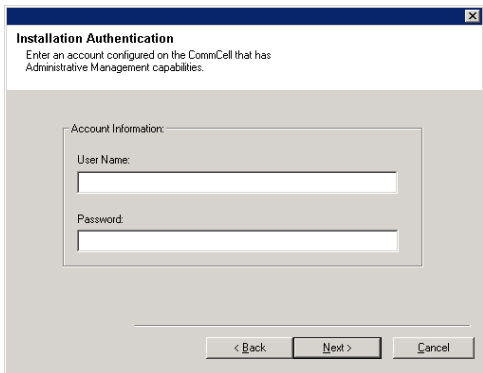 Installation Authentication
Enter an account configured on the CommCell that has
Administrative Management capabilities.
Account Information:
User Name:
Password:
< Back
Next >
Cancel